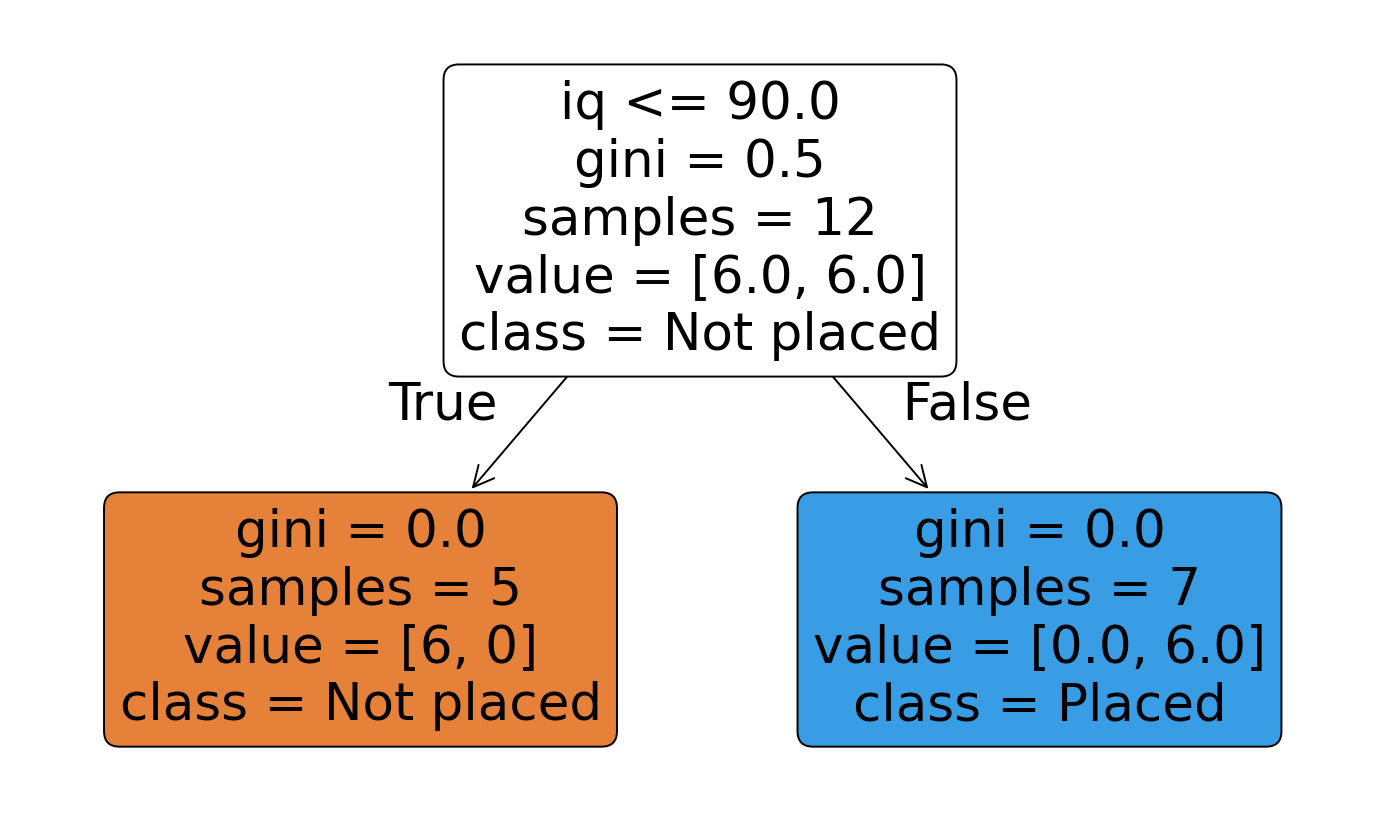 iq <= 90.0
gini = 0.5
samples = 12
value = [6.0, 6.0]
class = Not placed
True
False
gini = 0.0
samples = 5
value = [6, 0]
class = Not placed
gini = 0.0
samples = 7
value = [0.0, 6.0]
class = Placed